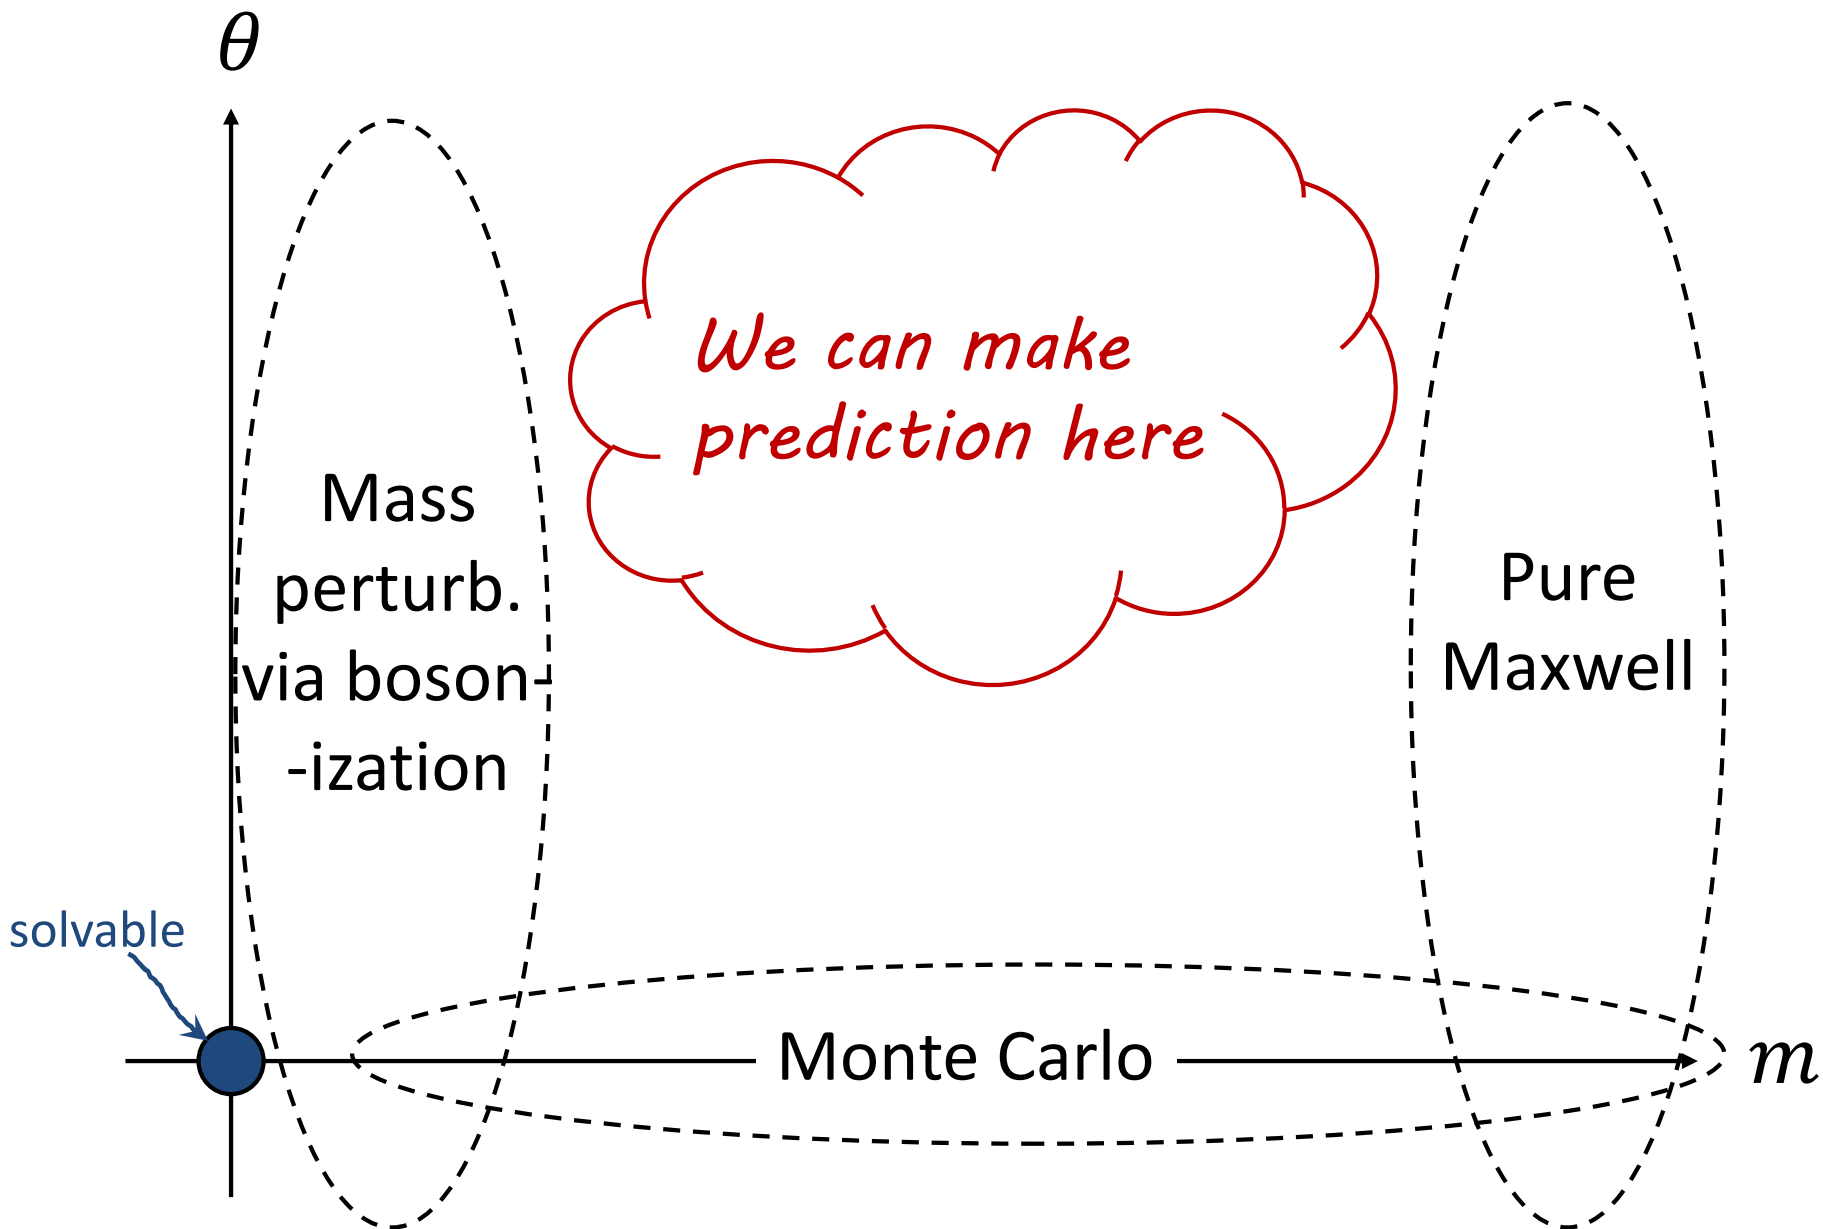 θ
We can make
prediction here
Mass
perturb.
via boson-
-ization
Pure
Maxwell
solvable
Monte Carlo
m